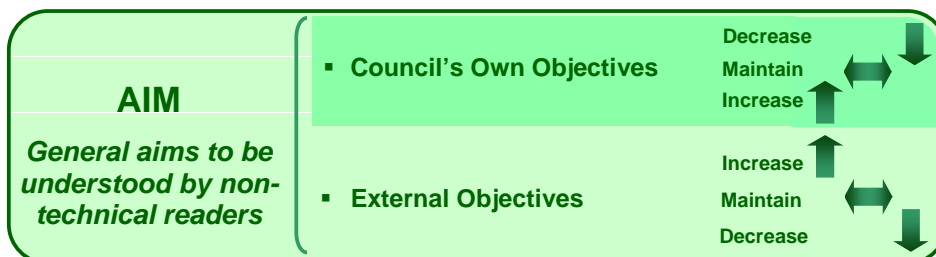 AIM
General aims to be
understood by non-
technical readers
▪ Council's Own Objectives
Decrease
Maintain
Increase
▪ External Objectives
Increase
Maintain
Decrease